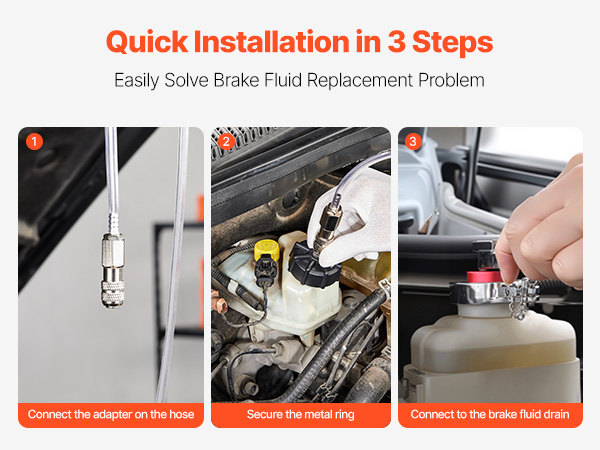 Quick Installation in 3 Steps
Easily Solve Brake Fluid Replacement Problem
1
2
3
Connect the adapter on the hose
Secure the metal ring
Connect to the brake fluid drain